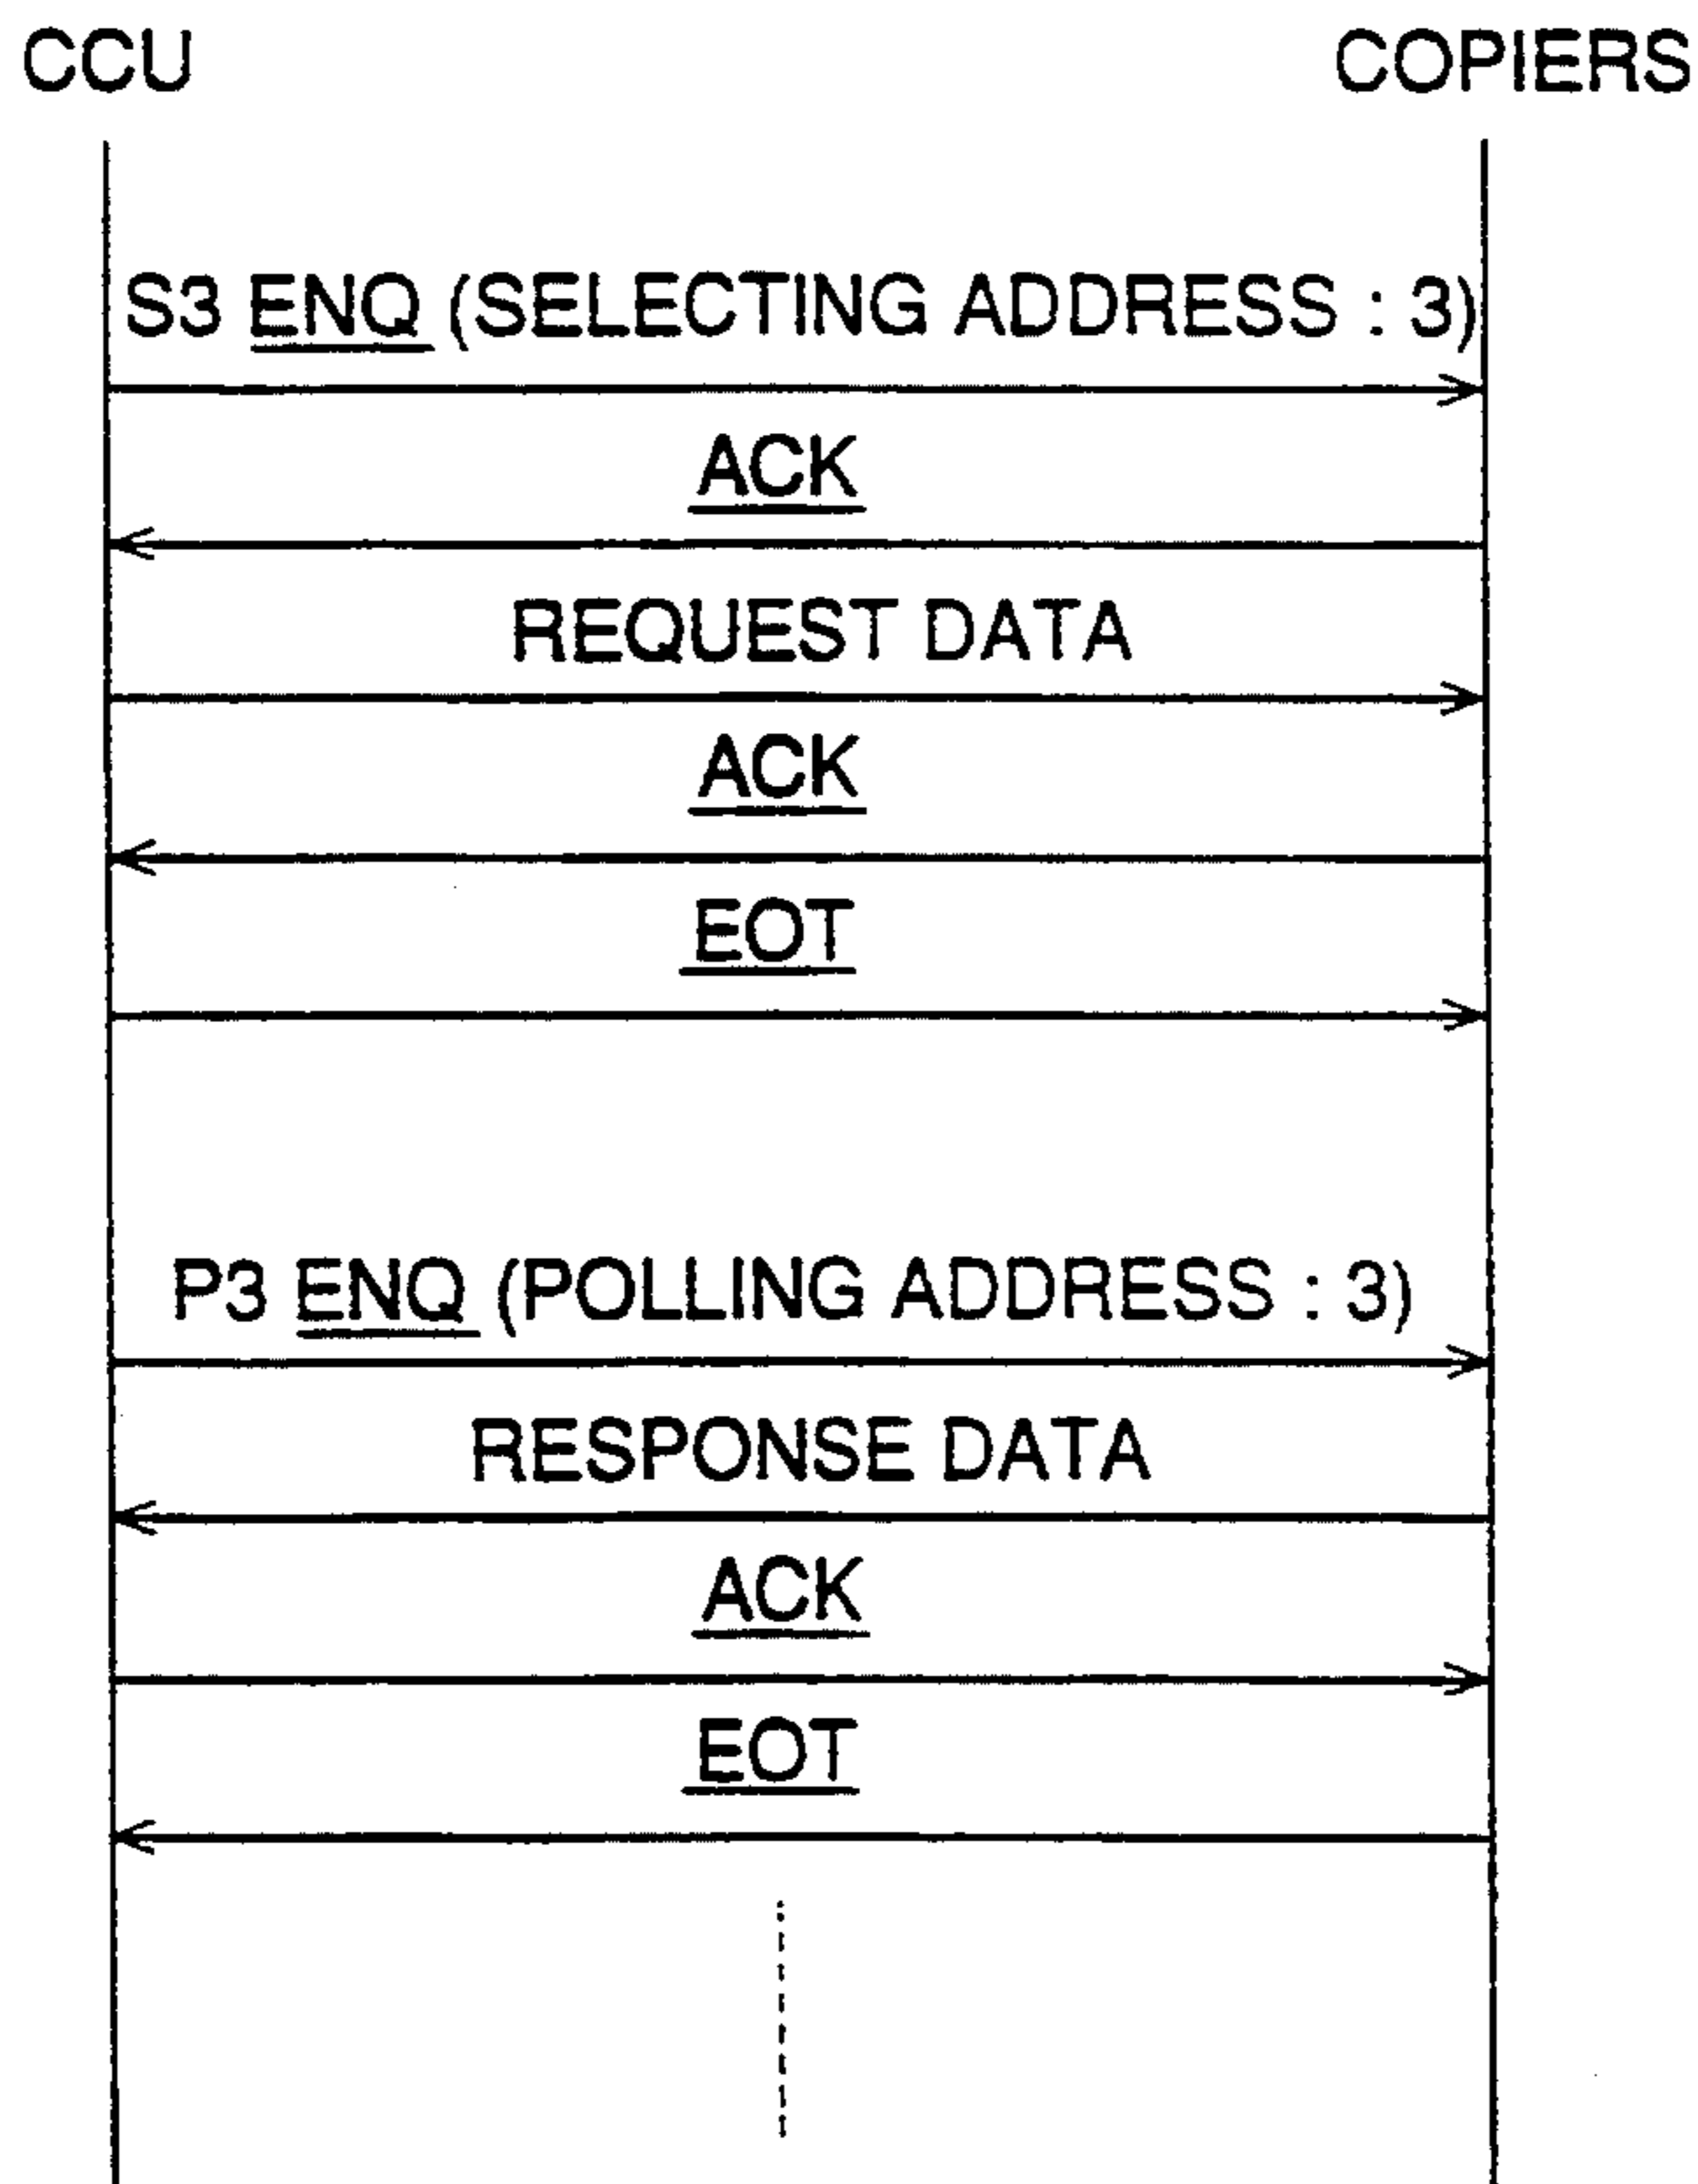 CCU COPIERS
S3 ENQ (SELECTING ADDRESS : 3)
ACK
REQUEST DATA
ACK
EOT
P3 ENQ (POLLING ADDRESS : 3)
RESPONSE DATA
ACK
EOT